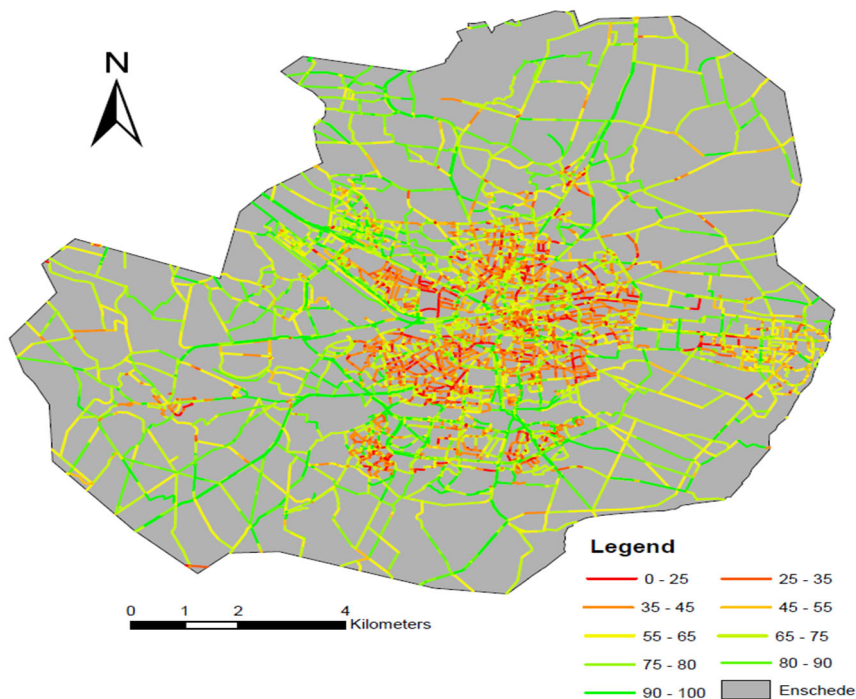 N
Legend
0 - 25 25 - 35
35 - 45 45 - 55
55 - 65 65 - 75
75 - 80 80 - 90
90 - 100 Enschede
0 1 2 4
Kilometers